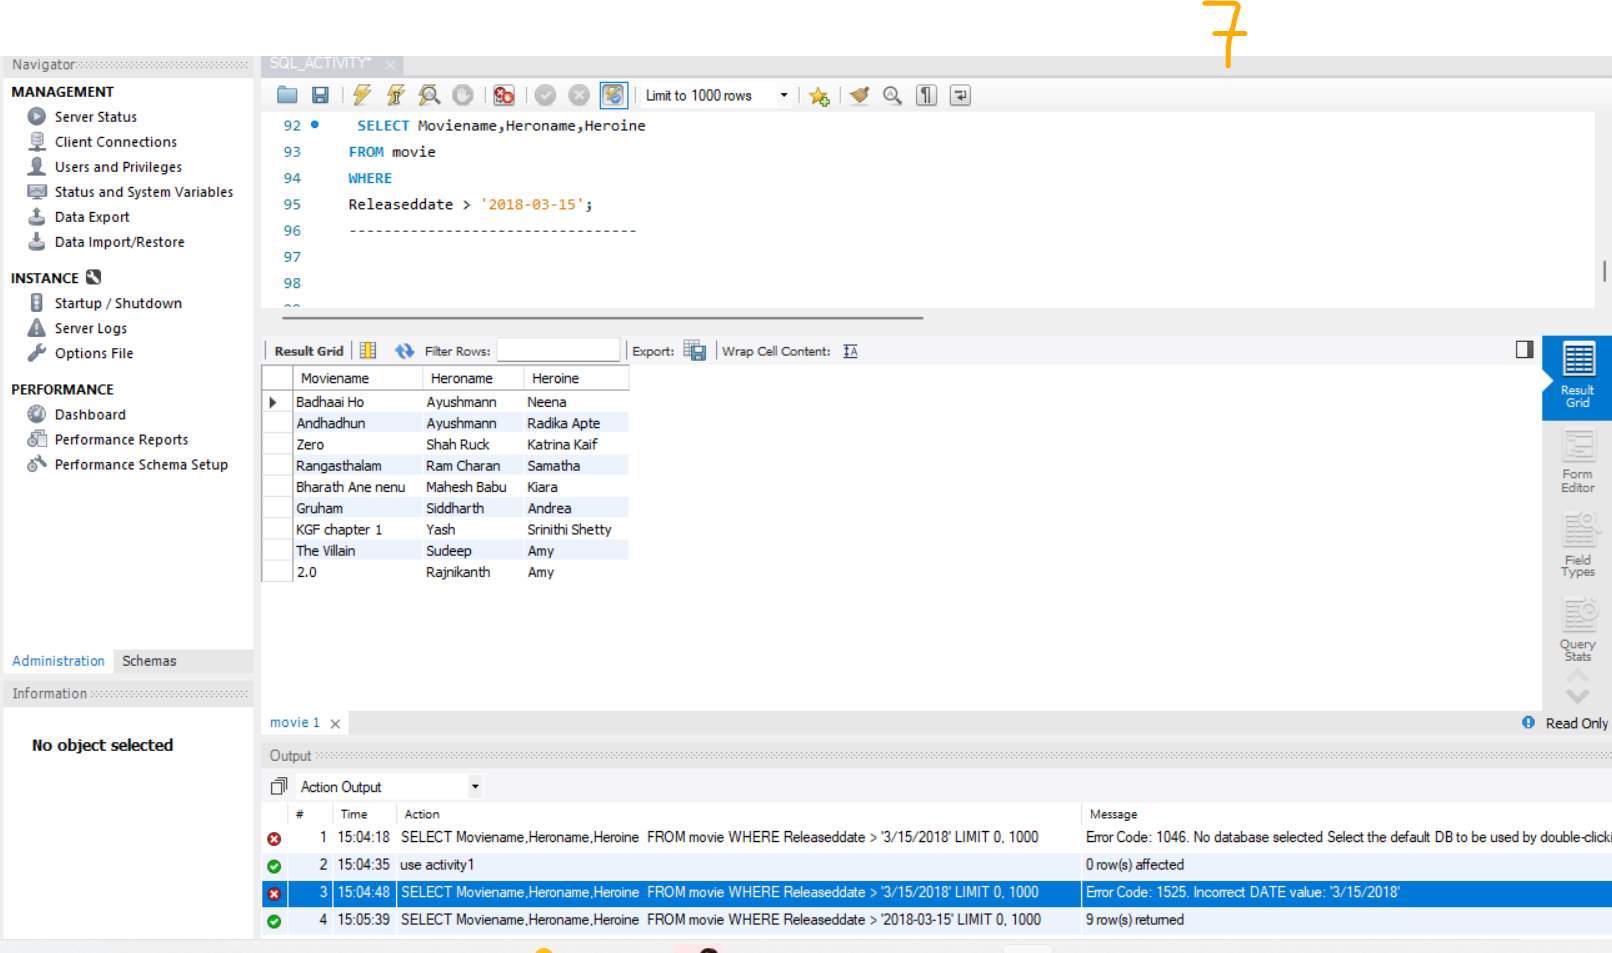 7
Navigator
SQL_ACTIVITY* ×
MANAGEMENT
Server Status
Client Connections
Users and Privileges
Status and System Variables
Data Export
Data Import/Restore
INSTANCE
Startup / Shutdown
Server Logs
Options File
PERFORMANCE
Dashboard
Performance Reports
Performance Schema Setup
Administration Schemas
Information
No object selected
Limit to 1000 rows
92 SELECT Moviename,Heroname,Heroine
93 FROM movie
94 WHERE
95 Releaseddate > '2018-03-15';
96 ---------------------------------
97
98
Result Grid Filter Rows: Export: Wrap Cell Content:
Moviename Heroname Heroine
Badhaai Ho Ayushmann Neena
Andhadhun Ayushmann Radika Apte
Zero Shah Ruck Katrina Kaif
Rangasthalam Ram Charan Samatha
Bharath Ane nenu Mahesh Babu Kiara
Gruham Siddharth Andrea
KGF chapter 1 Yash Srinithi Shetty
The Villain Sudeep Amy
2.0 Rajnikanth Amy
Result
Grid
Form
Editor
Field
Types
Query
Stats
movie 1 ×
Read Only
Output
Action Output
# Time Action Message
1 15:04:18 SELECT Moviename,Heroname,Heroine FROM movie WHERE Releaseddate > '3/15/2018' LIMIT 0, 1000 Error Code: 1046. No database selected Select the default DB to be used by double-clicki
2 15:04:35 use activity1 0 row(s) affected
3 15:04:48 SELECT Moviename,Heroname,Heroine FROM movie WHERE Releaseddate > '3/15/2018' LIMIT 0, 1000 Error Code: 1525. Incorrect DATE value: '3/15/2018'
4 15:05:39 SELECT Moviename,Heroname,Heroine FROM movie WHERE Releaseddate > '2018-03-15' LIMIT 0, 1000 9 row(s) returned